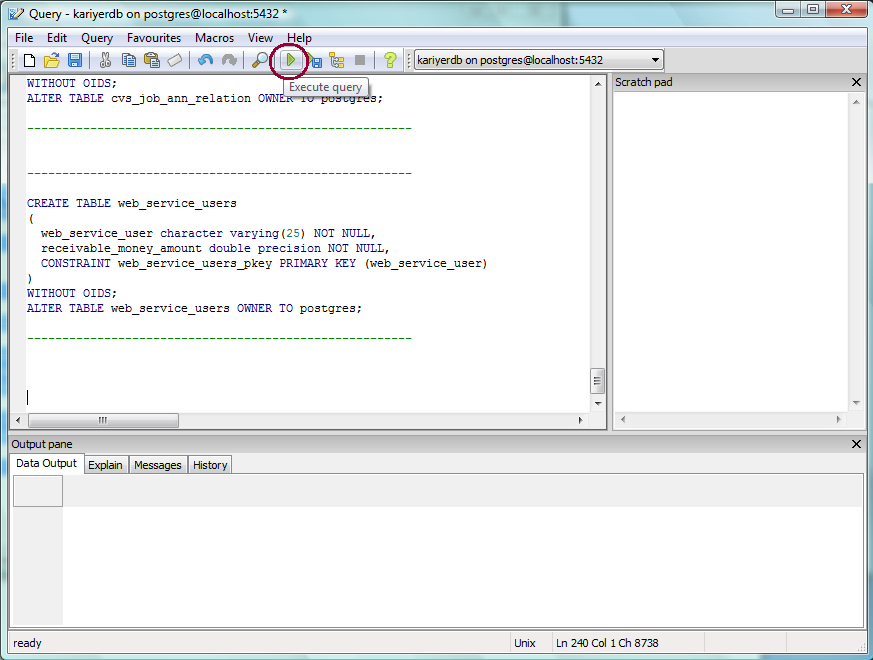 Query - kariyerdb on postgres@localhost:5432 *
File Edit Query Favourites Macros View Help
kariyerdb on postgres@localhost:5432
Execute query
WITHOUT OIDS;
ALTER TABLE cvs_job_ann_relation OWNER TO postgres;
-------------------------------------------------------
-------------------------------------------------------
CREATE TABLE web_service_users
(
web_service_user character varying(25) NOT NULL,
receivable_money_amount double precision NOT NULL,
CONSTRAINT web_service_users_pkey PRIMARY KEY (web_service_user)
)
WITHOUT OIDS;
ALTER TABLE web_service_users OWNER TO postgres;
-------------------------------------------------------
Scratch pad
Output pane
Data Output Explain Messages History
ready Unix Ln 240 Col 1 Ch 8738